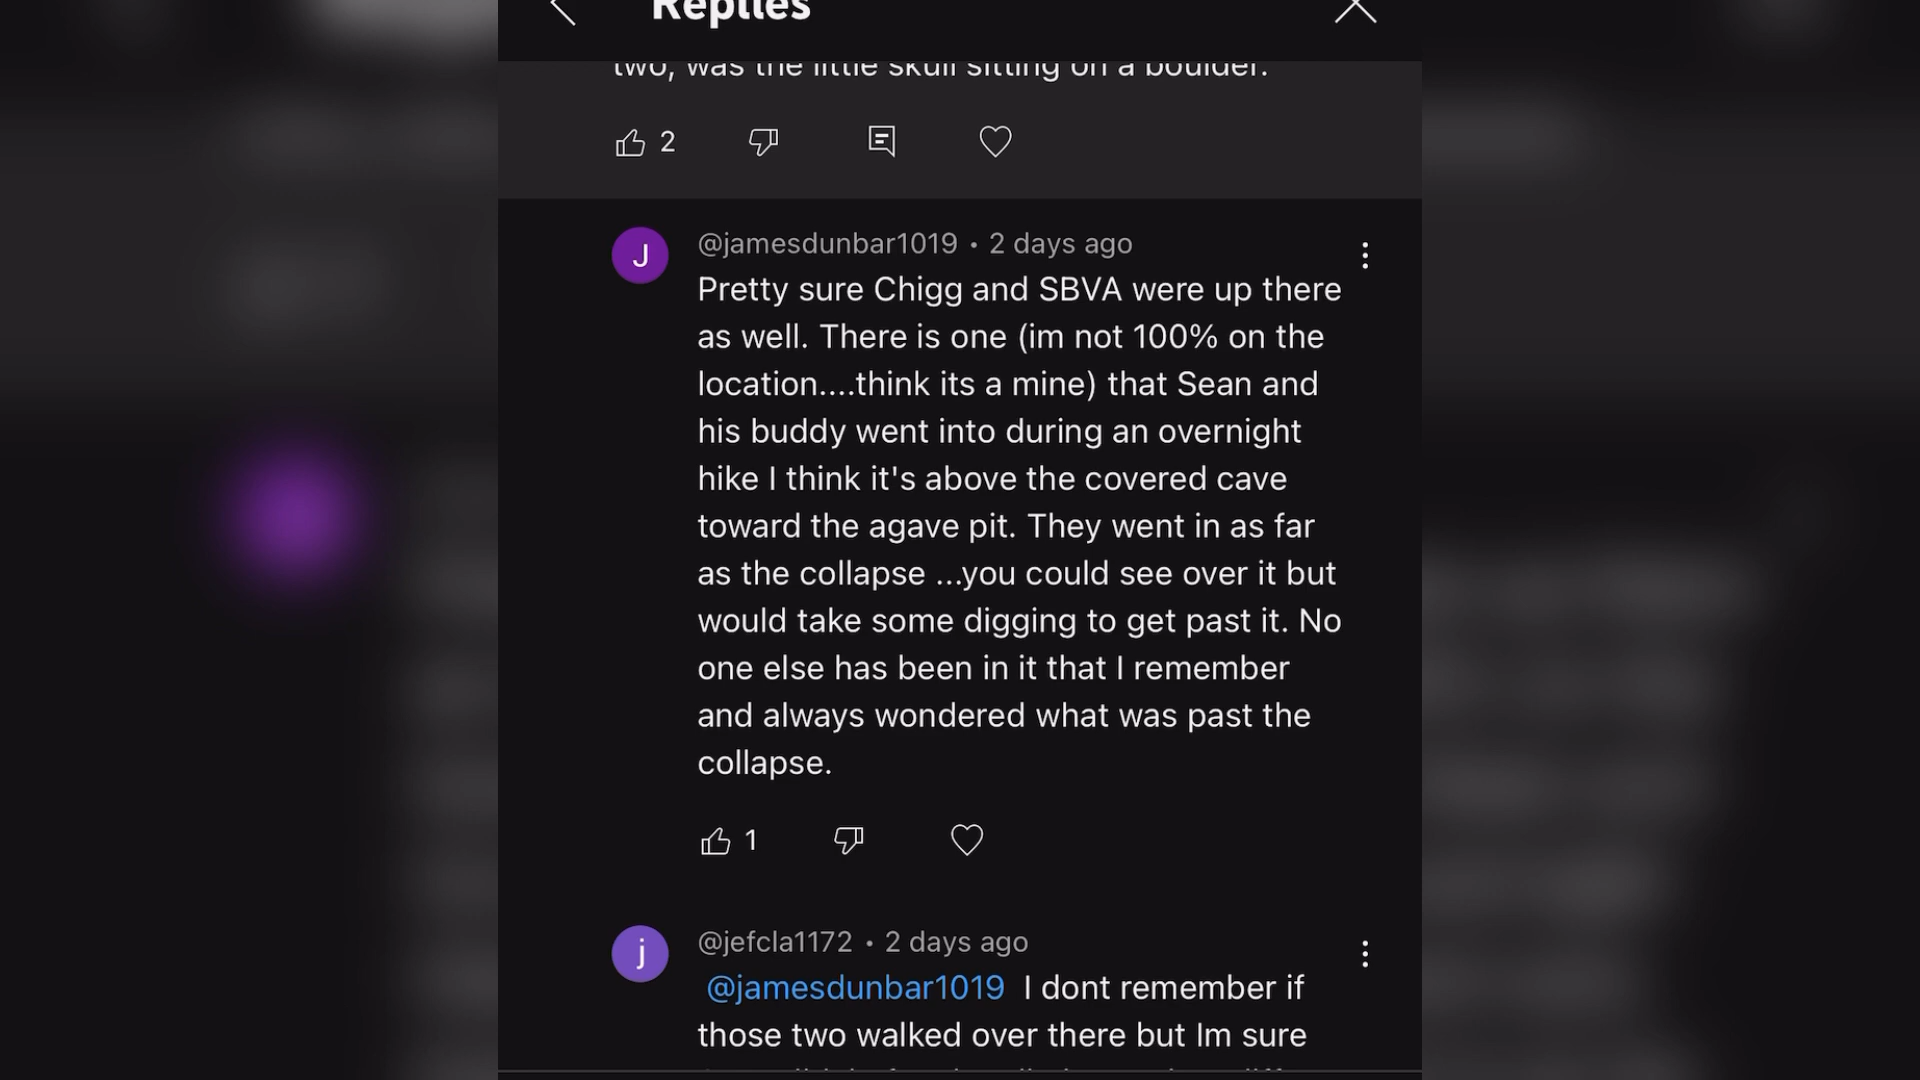 Replies
two, was the little skull sitting on a boulder.
2
J
@jamesdunbar1019 • 2 days ago
Pretty sure Chigg and SBVA were up there
as well. There is one (im not 100% on the
location....think its a mine) that Sean and
his buddy went into during an overnight
hike I think it's above the covered cave
toward the agave pit. They went in as far
as the collapse ...you could see over it but
would take some digging to get past it. No
one else has been in it that I remember
and always wondered what was past the
collapse.
1
j
@jefcla1172 • 2 days ago
@jamesdunbar1019 I dont remember if
those two walked over there but Im sure